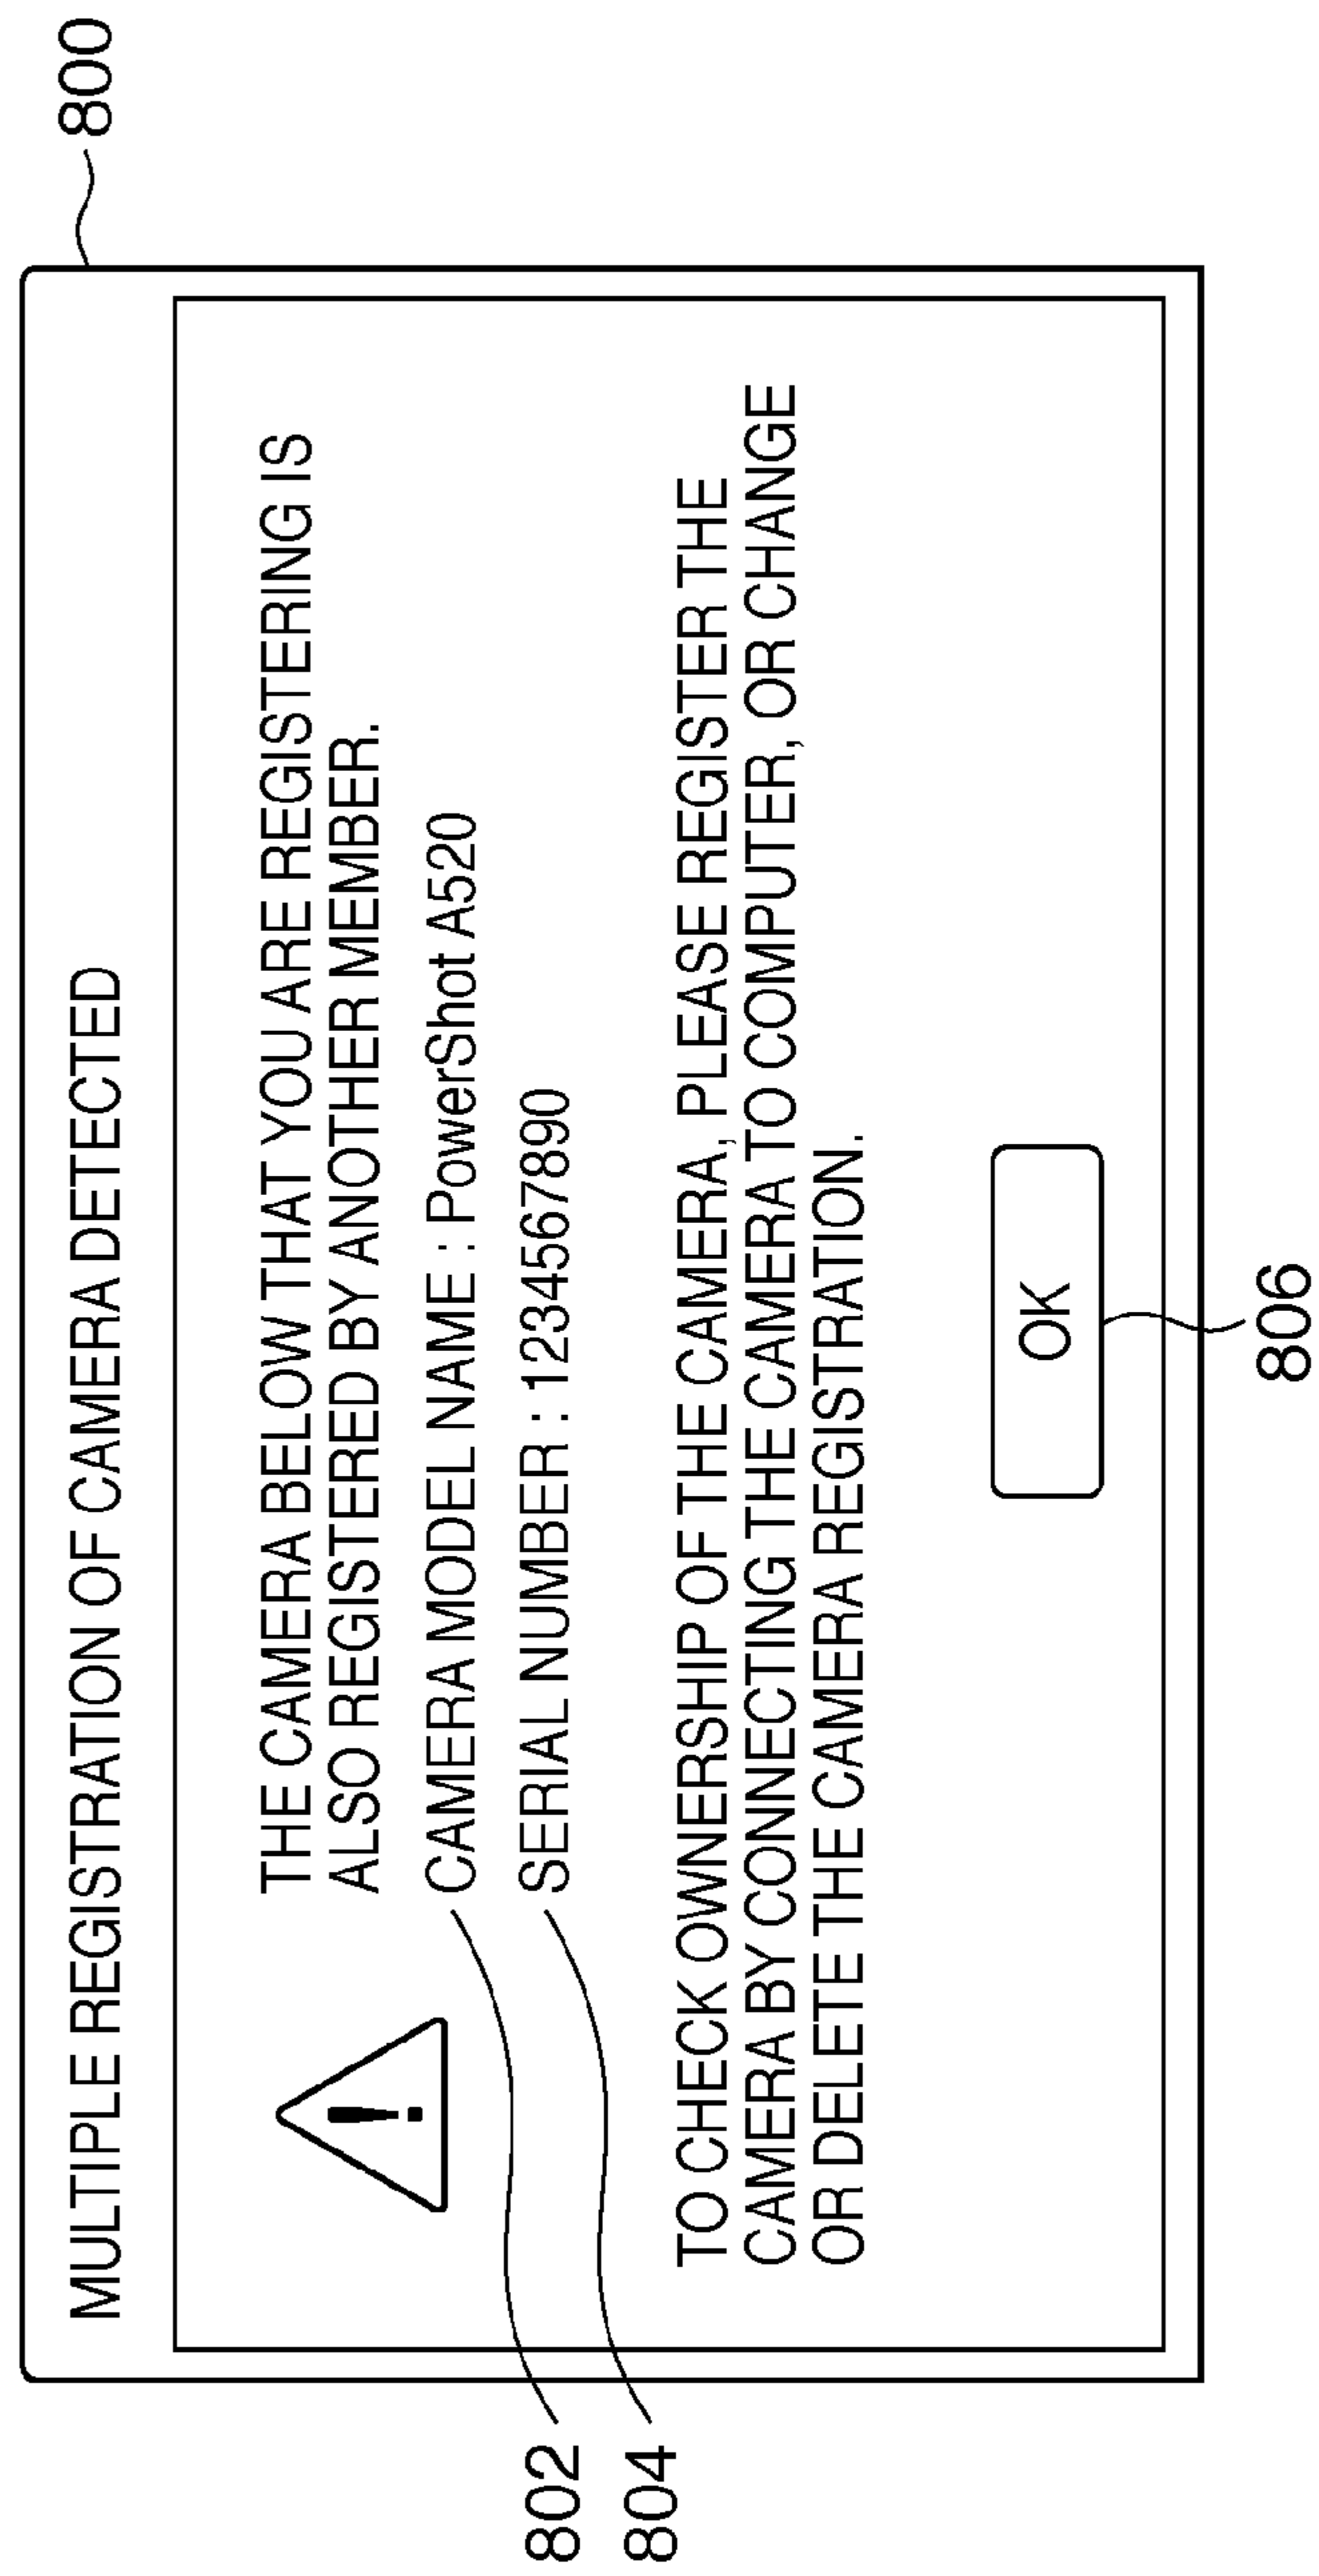 800
MULTIPLE REGISTRATION OF CAMERA DETECTED
THE CAMERA BELOW THAT YOU ARE REGISTERING IS
ALSO REGISTERED BY ANOTHER MEMBER.
802
CAMERA MODEL NAME : PowerShot A520
804
SERIAL NUMBER : 1234567890
TO CHECK OWNERSHIP OF THE CAMERA, PLEASE REGISTER THE
CAMERA BY CONNECTING THE CAMERA TO COMPUTER, OR CHANGE
OR DELETE THE CAMERA REGISTRATION.
OK
806